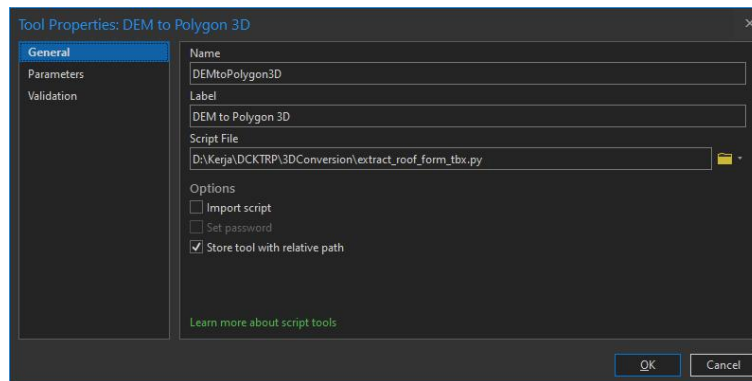 Tool Properties: DEM to Polygon 3D
General
Parameters
Validation
Name
DEMtoPolygon3D
Label
DEM to Polygon 3D
Script File
D:\Kerja\DCKTRP\3DConversion\extract_roof_form_tbx.py
Options
Import script
Set password
Store tool with relative path
Learn more about script tools
OK
Cancel